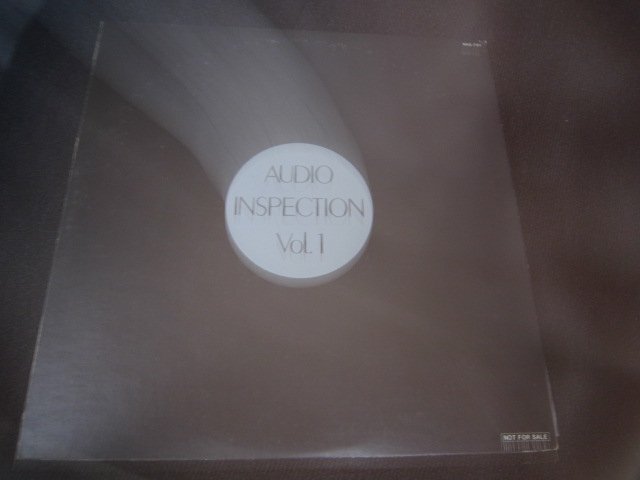 AUDIO
INSPECTION
Vol. 1
NOT FOR SALE